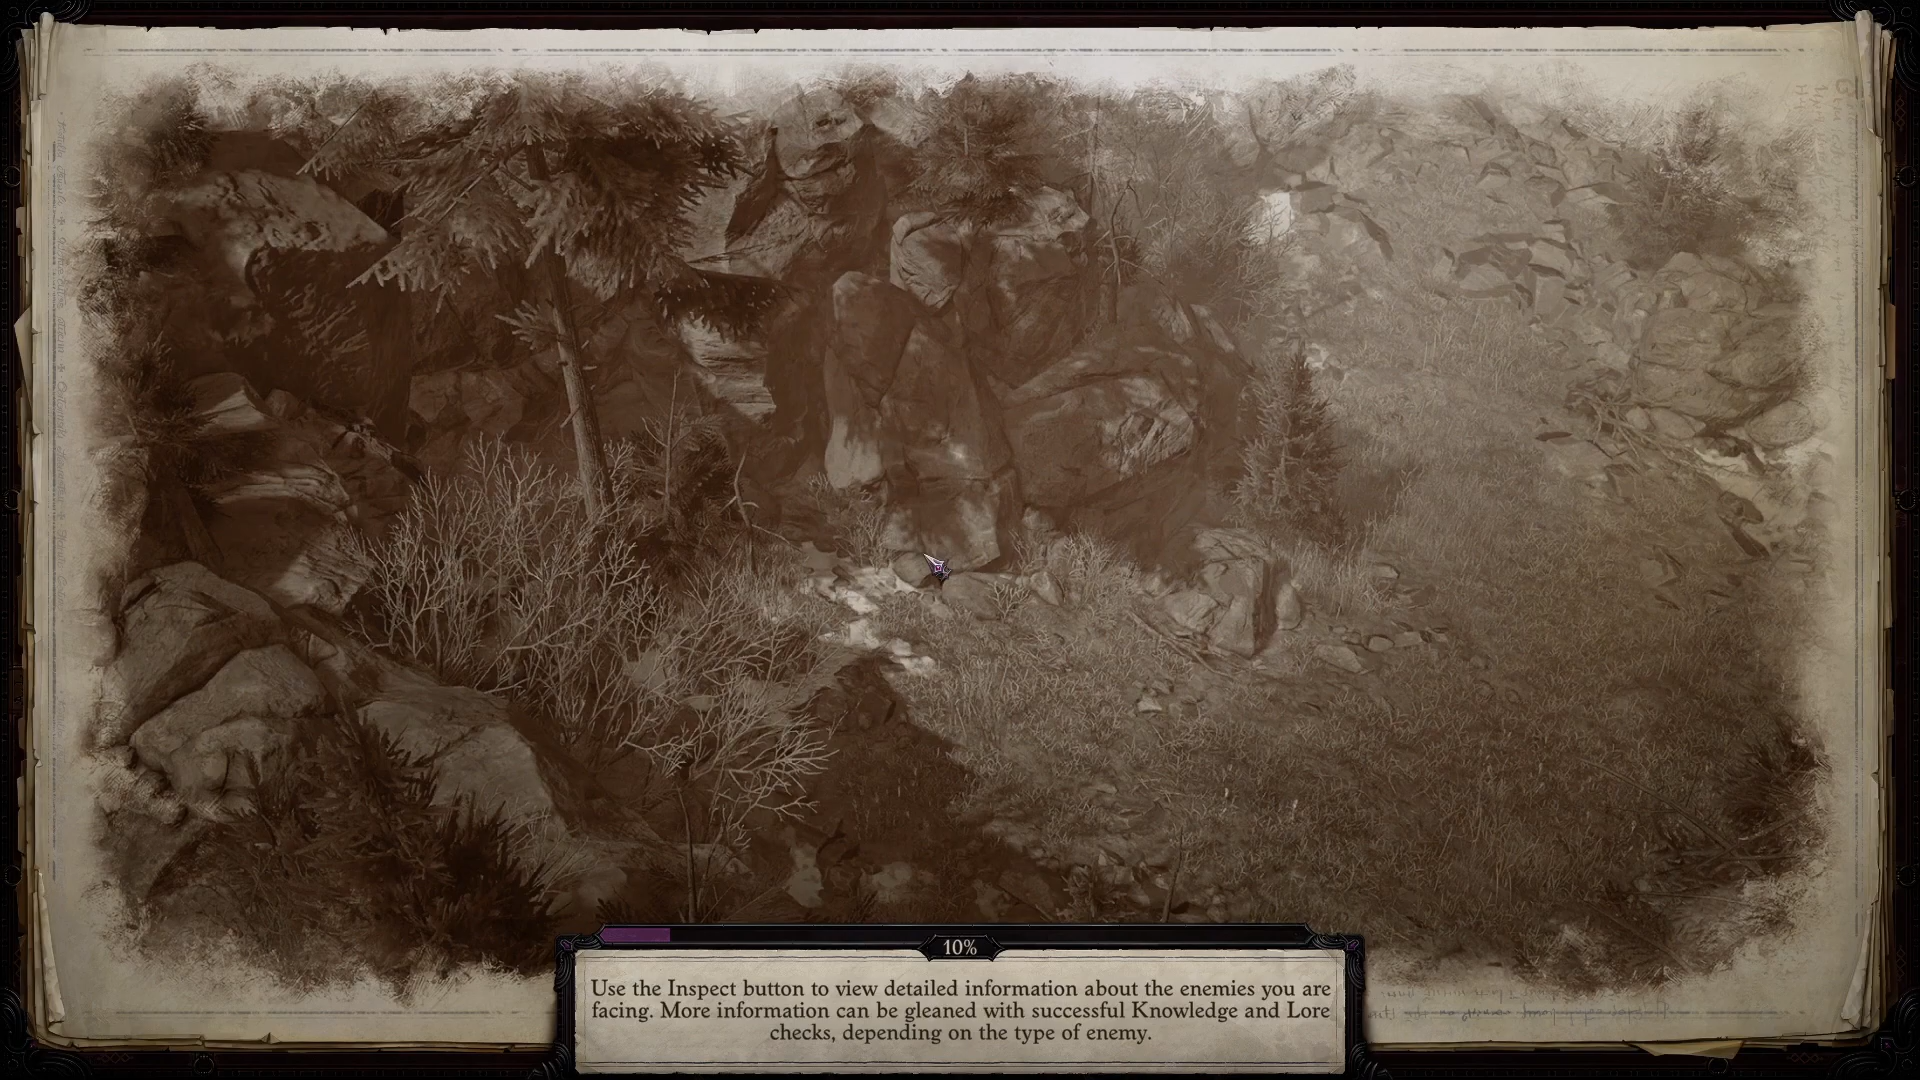 10%
Use the Inspect button to view detailed information about the enemies you are
facing. More information can be gleaned with successful Knowledge and Lore
checks, depending on the type of enemy.